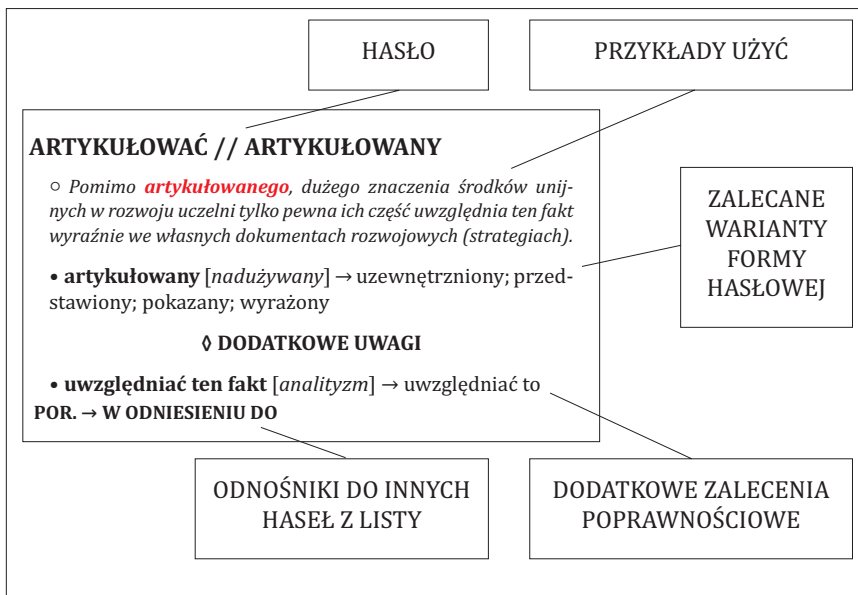 HASŁO
PRZYKŁADY UŻYĆ
ARTYKUŁOWAĆ // ARTYKUŁOWANY
○ Pomimo artykułowanego, dużego znaczenia środków unij-
nych w rozwoju uczelni tylko pewna ich część uwzględnia ten fakt
wyraźnie we własnych dokumentach rozwojowych (strategiach).
• artykułowany [nadużywany] → uzewnętrzniony; przed-
stawiony; pokazany; wyrażony
◊ DODATKOWE UWAGI
• uwzględniać ten fakt [analityzm] → uwzględniać to
POR. → W ODNIESIENIU DO
ZALECANE
WARIANTY
FORMY
HASŁOWEJ
ODNOŚNIKI DO INNYCH
HASEŁ Z LISTY
DODATKOWE ZALECENIA
POPRAWNOŚCIOWE